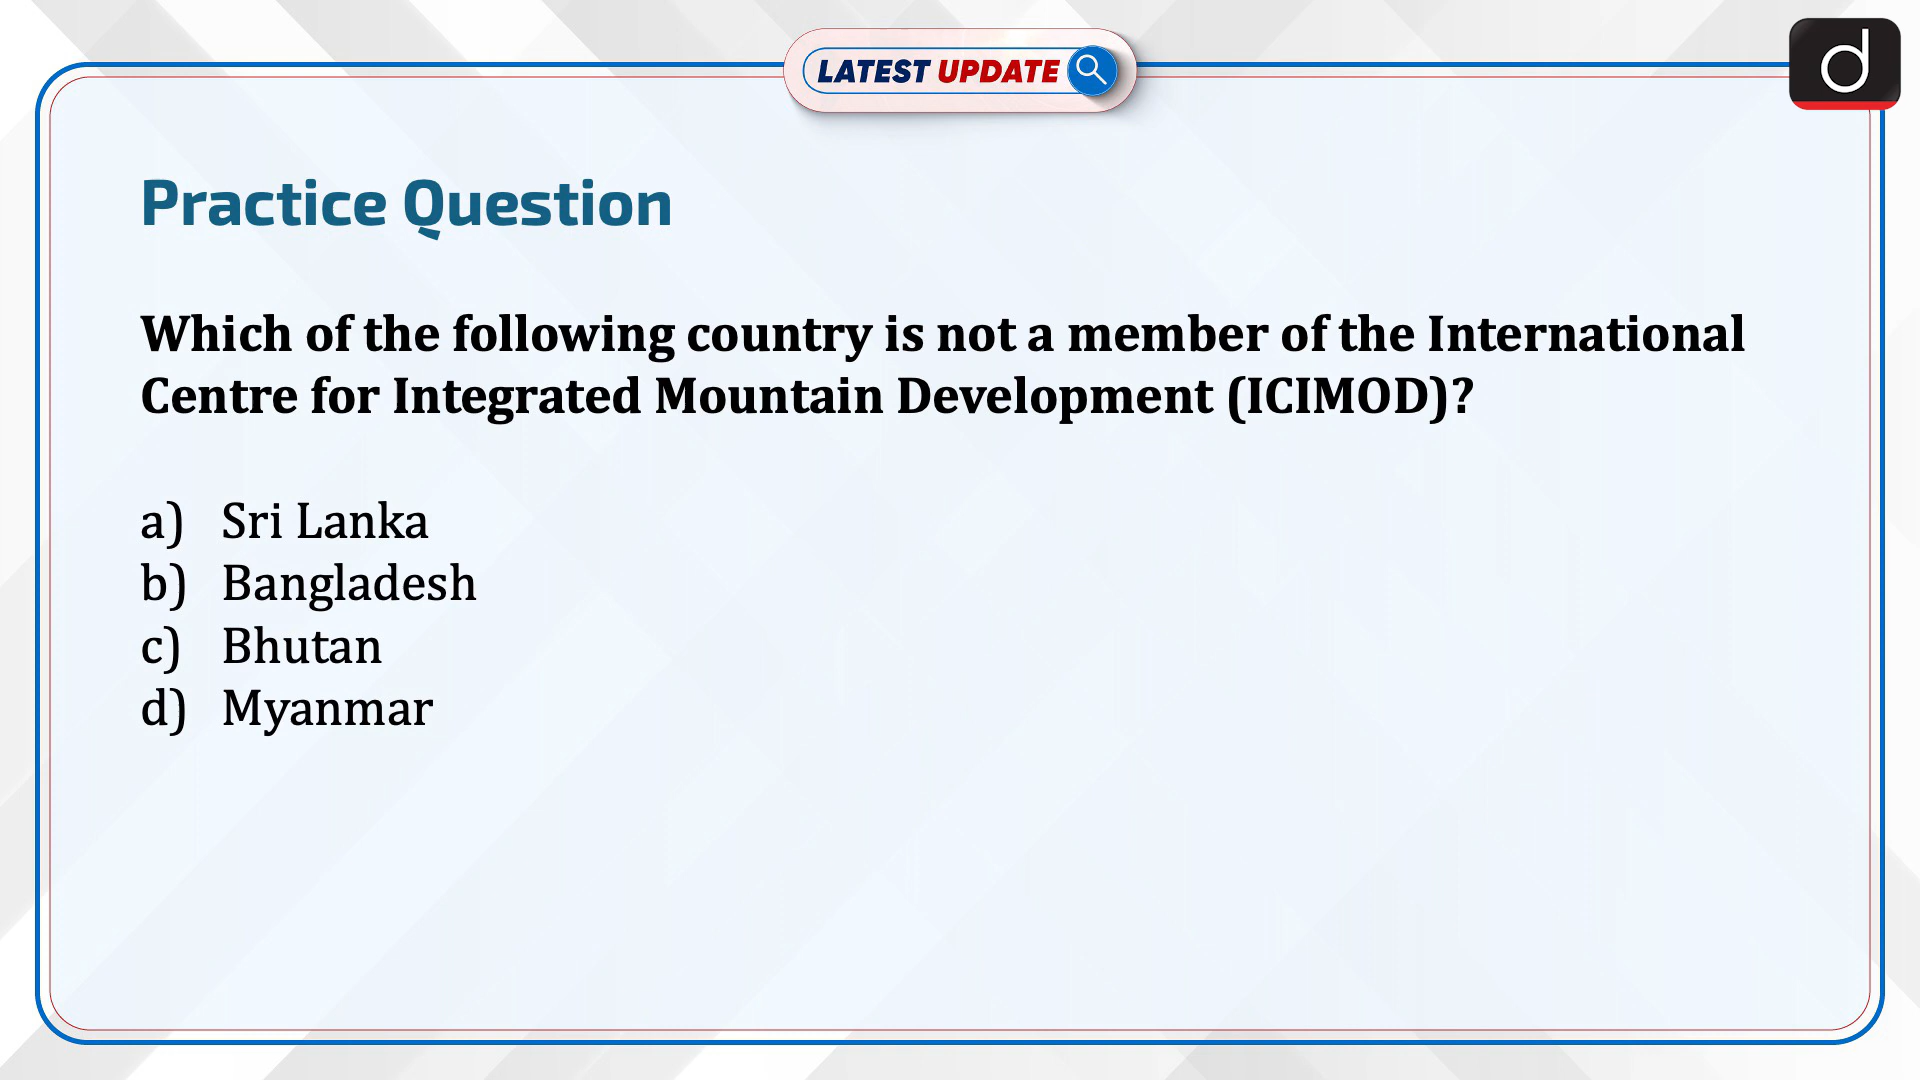 LATEST UPDATE
d
Practice Question
Which of the following country is not a member of the International
Centre for Integrated Mountain Development (ICIMOD)?
a) Sri Lanka
b) Bangladesh
c) Bhutan
d) Myanmar